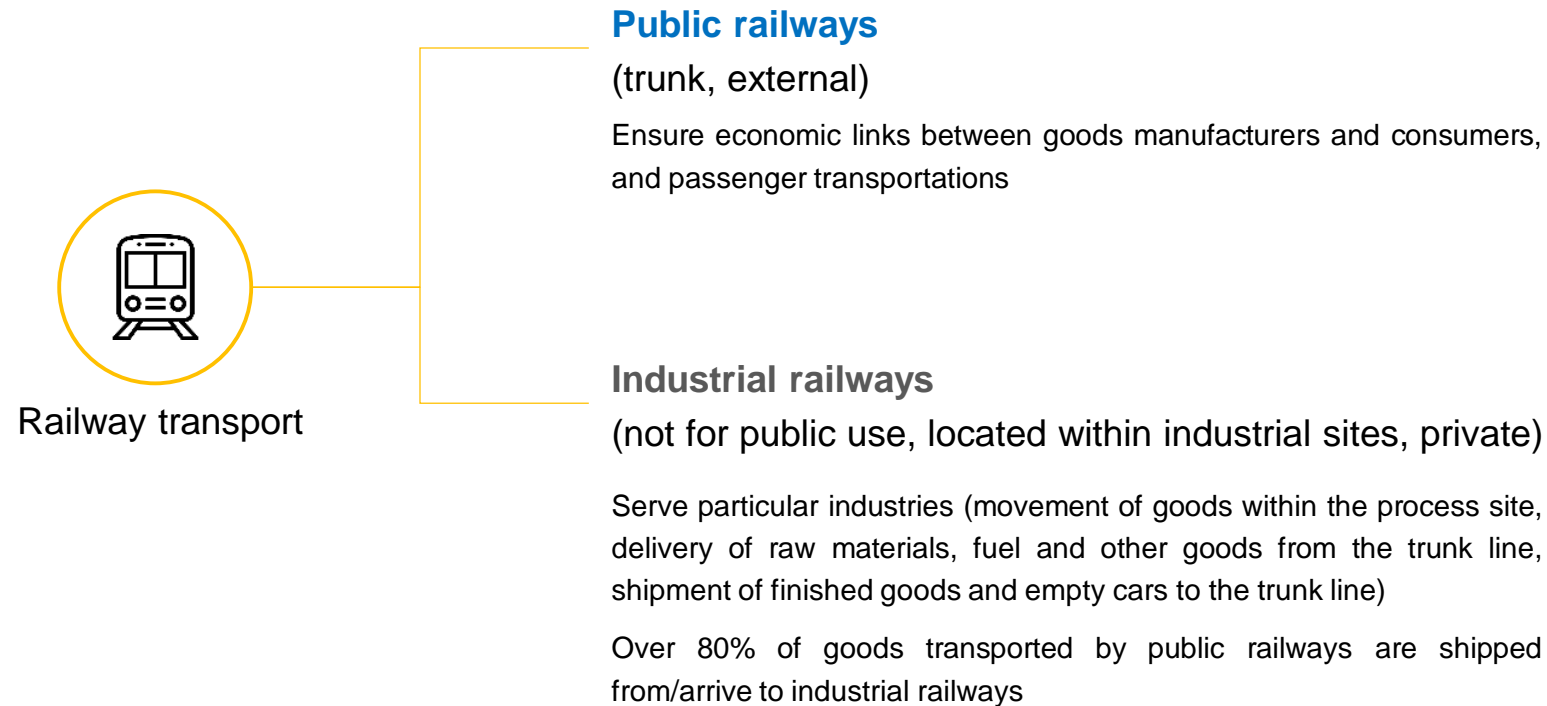 Public railways
(trunk, external)
Ensure economic links between goods manufacturers and consumers,
and passenger transportations
Railway transport
Industrial railways
(not for public use, located within industrial sites, private)
Serve particular industries (movement of goods within the process site,
delivery of raw materials, fuel and other goods from the trunk line,
shipment of finished goods and empty cars to the trunk line)
Over 80% of goods transported by public railways are shipped
from/arrive to industrial railways